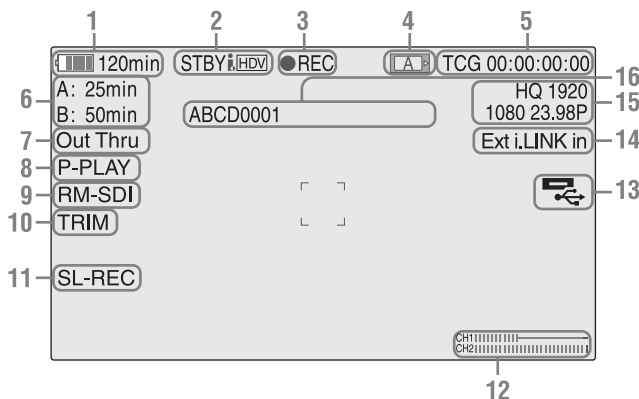 1 2 3 4 5
120min STBY i HDV ●REC A TCG 00:00:00:00
16
6 A: 25min
B: 50min
ABCD0001
HQ 1920
1080 23.98P
15
7 Out Thru
Ext i.LINK in 14
8 P-PLAY
9 RM-SDI
13
10 TRIM
11 SL-REC
CH1
CH2
12